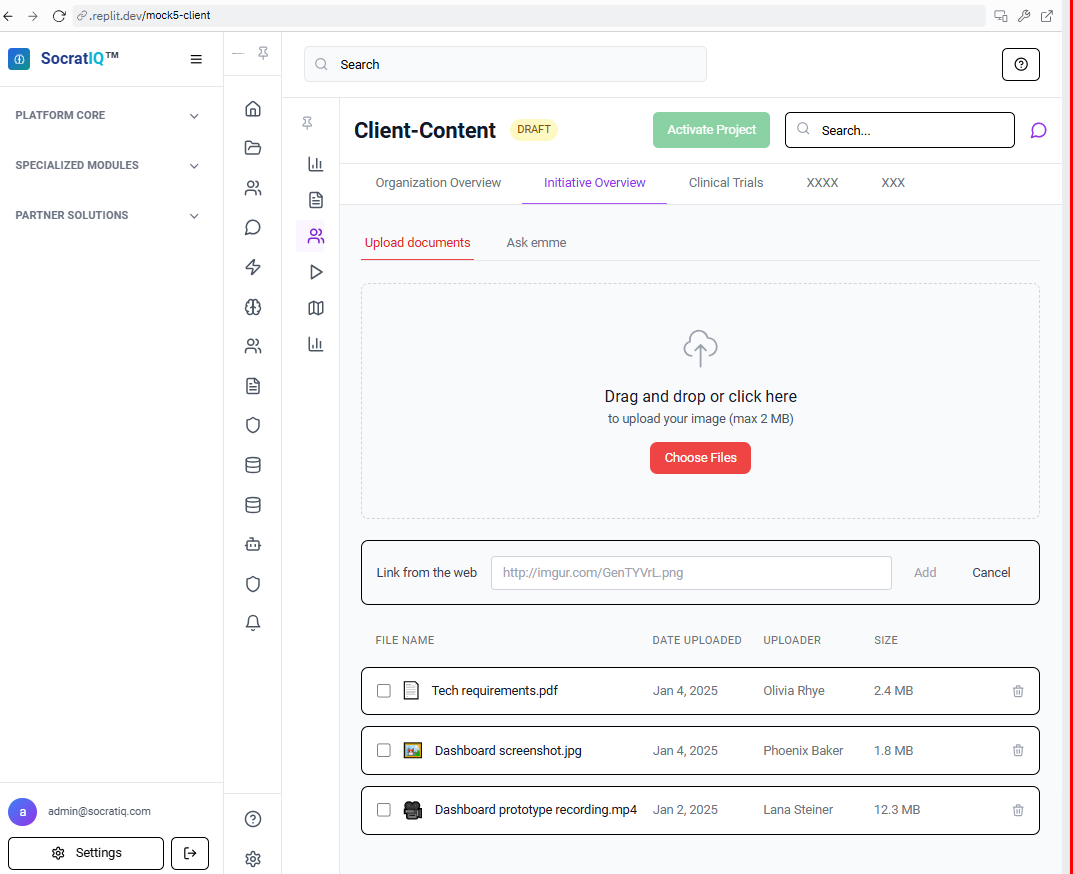 .replit.dev/mock5-client
SocratIQ™
Search
PLATFORM CORE
SPECIALIZED MODULES
PARTNER SOLUTIONS
Client-Content
DRAFT
Activate Project
Search...
Organization Overview
Initiative Overview
Clinical Trials
XXXX
XXX
Upload documents
Ask emme
Drag and drop or click here
to upload your image (max 2 MB)
Choose Files
Link from the web
http://imgur.com/GenTYVrL.png
Add
Cancel
FILE NAME DATE UPLOADED UPLOADER SIZE
Tech requirements.pdf Jan 4, 2025 Olivia Rhye 2.4 MB
Dashboard screenshot.jpg Jan 4, 2025 Phoenix Baker 1.8 MB
Dashboard prototype recording.mp4 Jan 2, 2025 Lana Steiner 12.3 MB
a
admin@socratiq.com
Settings